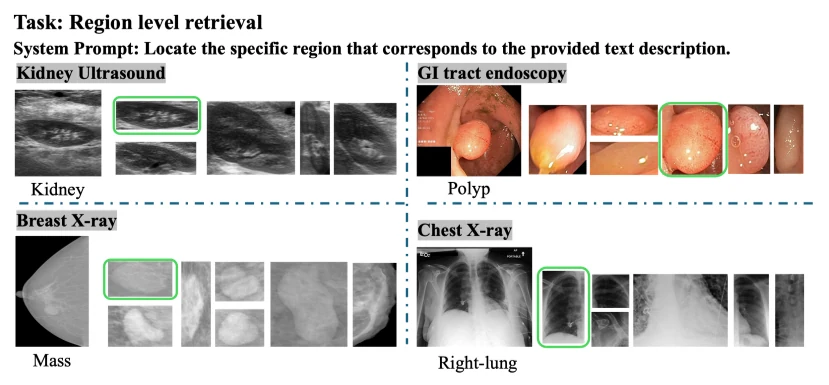 Task: Region level retrieval
System Prompt: Locate the specific region that corresponds to the provided text description.
Kidney Ultrasound
Kidney
GI tract endoscopy
Polyp
Breast X-ray
Mass
Chest X-ray
PORTABLE
Right-lung